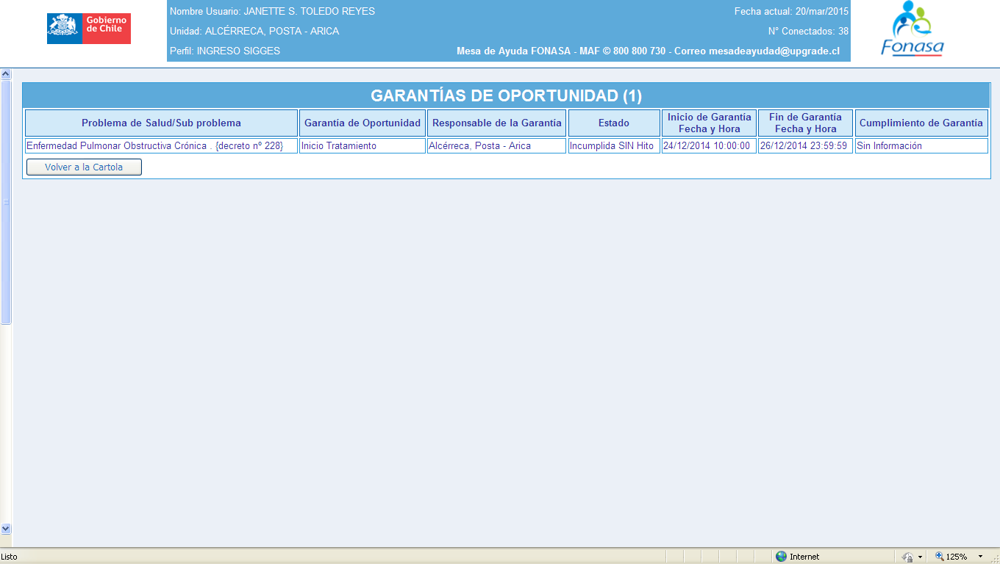 Gobierno
de Chile
Nombre Usuario: JANETTE S. TOLEDO REYES
Fecha actual: 20/mar/2015
Unidad: ALCÉRRECA, POSTA - ARICA
N° Conectados: 38
Perfil: INGRESO SIGGES
Mesa de Ayuda FONASA - MAF © 800 800 730 - Correo mesadeayudad@upgrade.cl
Fonasa
GARANTÍAS DE OPORTUNIDAD (1)
Problema de Salud/Sub problema
Garantía de Oportunidad
Responsable de la Garantía
Estado
Inicio de Garantía
Fecha y Hora
Fin de Garantía
Fecha y Hora
Cumplimiento de Garantía
Enfermedad Pulmonar Obstructiva Crónica . {decreto nº 228}
Inicio Tratamiento
Alcérreca, Posta - Arica
Incumplida SIN Hito
24/12/2014 10:00:00
26/12/2014 23:59:59
Sin Información
Volver a la Cartola
Listo
Internet
125%